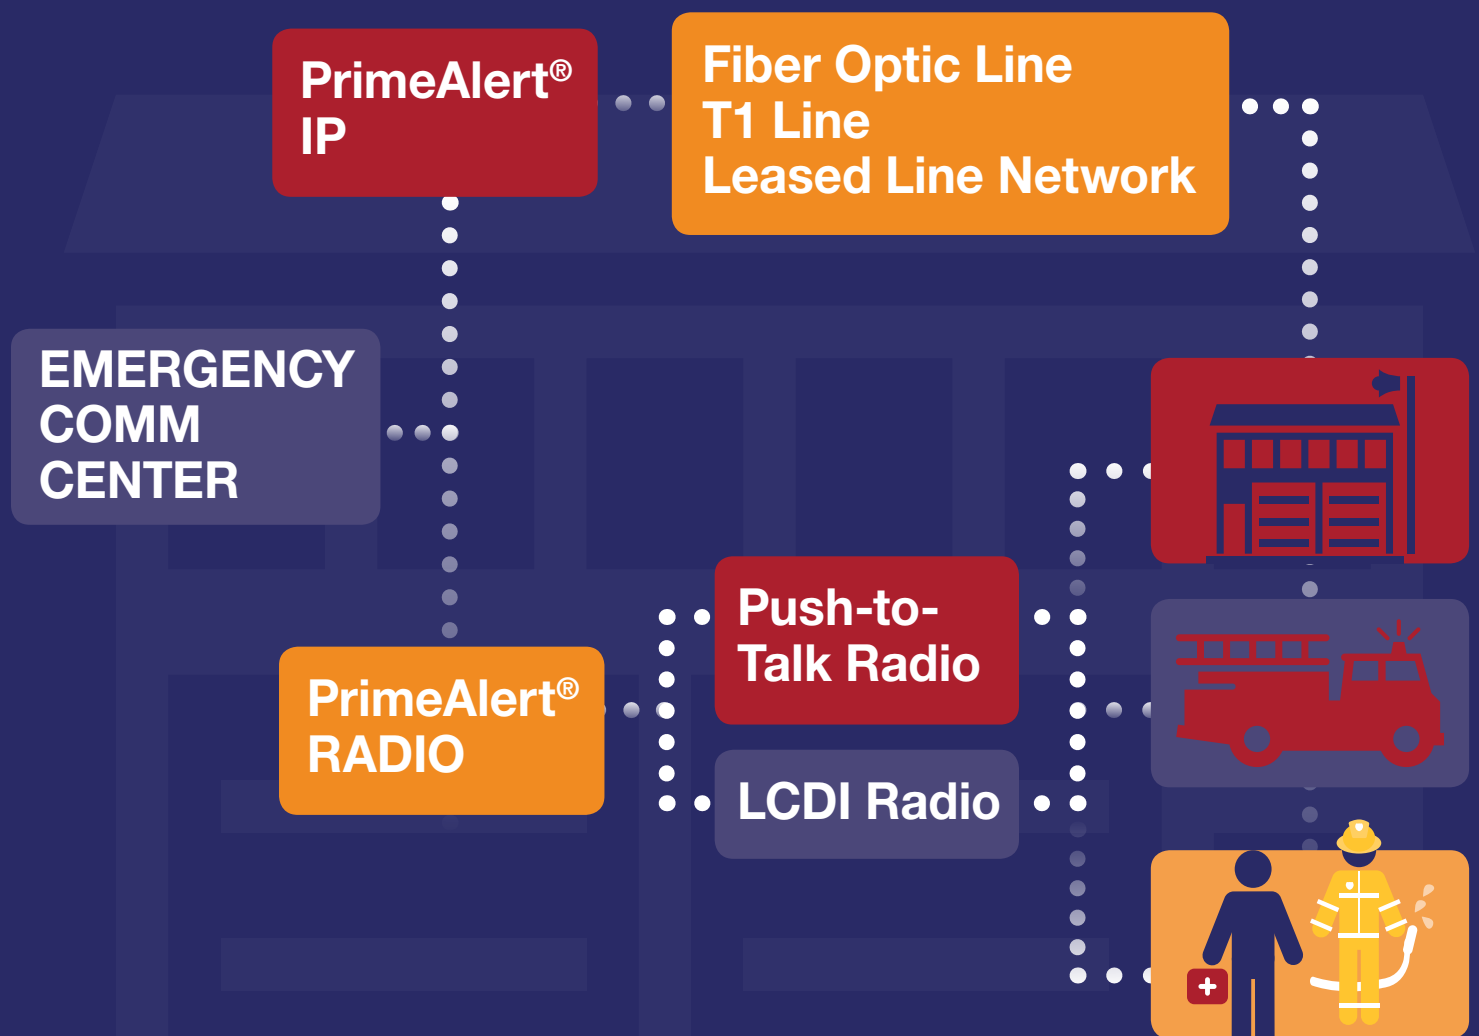 PrimeAlert®
IP
Fiber Optic Line
T1 Line
Leased Line Network
EMERGENCY
COMM
CENTER
Push-to-
Talk Radio
PrimeAlert®
RADIO
LCDI Radio